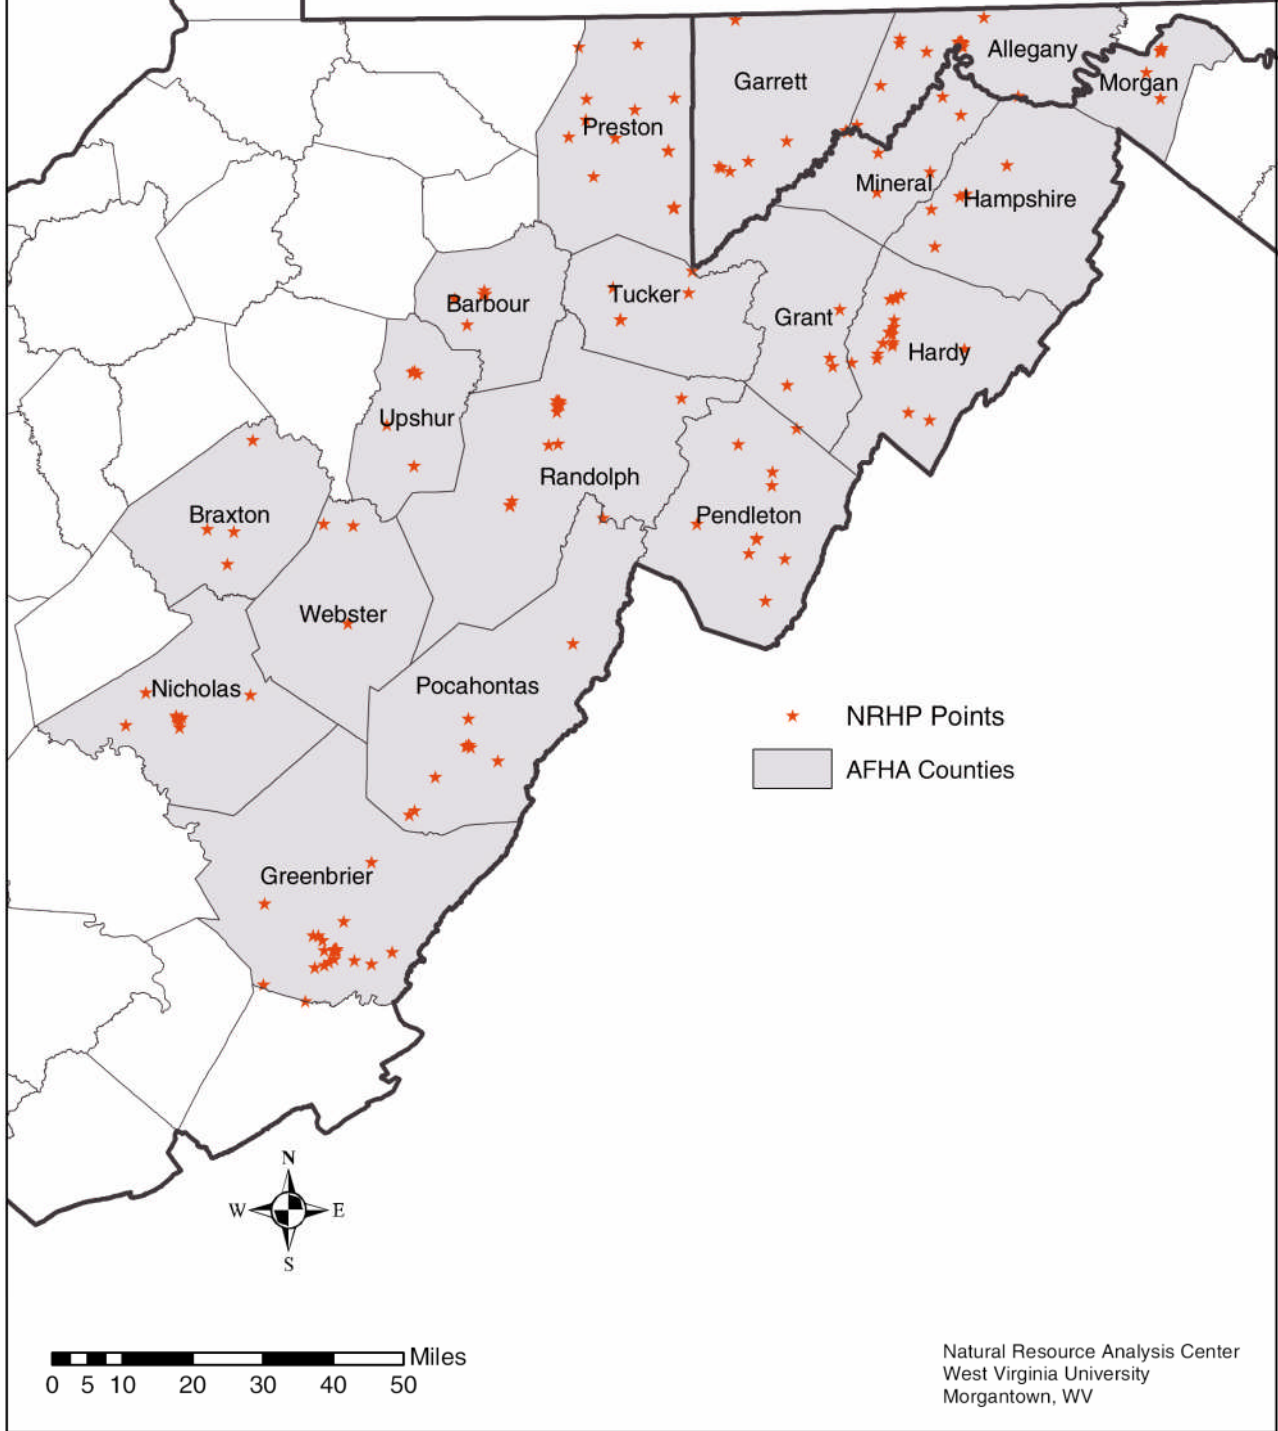 Allegany
Garrett
Morgan
Preston
Mineral
Hampshire
Tucker
Barbour
Grant
Hardy
Upshur
Randolph
Braxton
Pendleton
Webster
Nicholas
Pocahontas
NRHP Points
AFHA Counties
Greenbrier
N
W E
S
Miles
0 5 10 20 30 40 50
Natural Resource Analysis Center
West Virginia University
Morgantown, WV